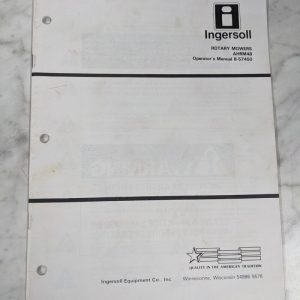 Ingersoll
ROTARY MOWERS
AHRM48
Operator's Manual 8-57450
QUALITY IN THE AMERICAN TRADITION
Ingersoll Equipment Co., Inc.
Winneconne, Wisconsin 54986